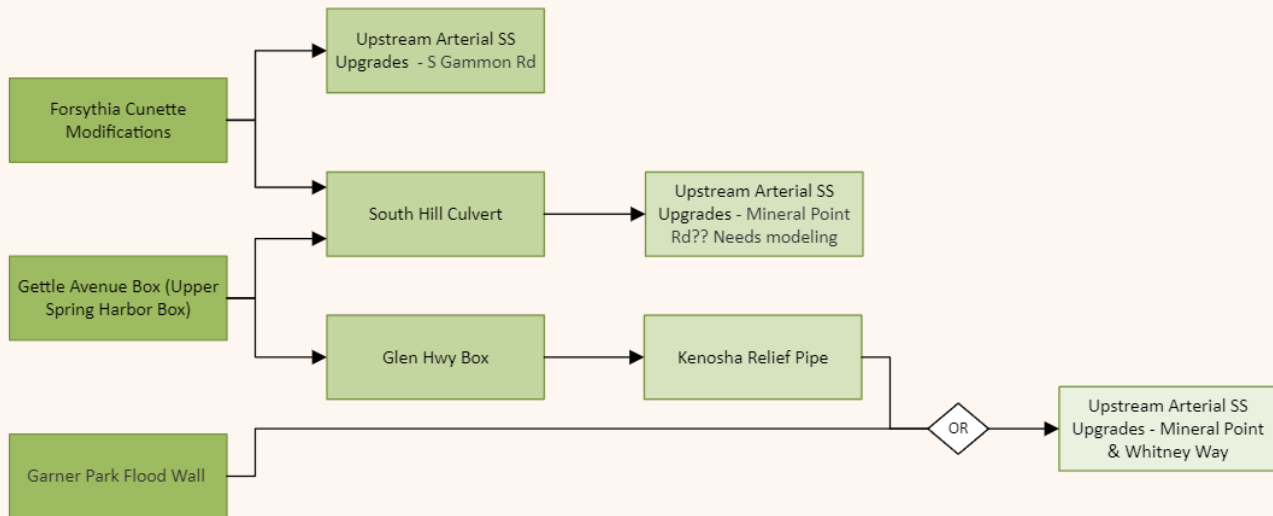 Upstream Arterial SS
Upgrades - S Gammon Rd
Forsythia Cunette
Modifications
South Hill Culvert
Upstream Arterial SS
Upgrades - Mineral Point
Rd?? Needs modeling
Gettle Avenue Box (Upper
Spring Harbor Box)
Glen Hwy Box
Kenosha Relief Pipe
OR
Upstream Arterial SS
Upgrades - Mineral Point
& Whitney Way
Garner Park Flood Wall